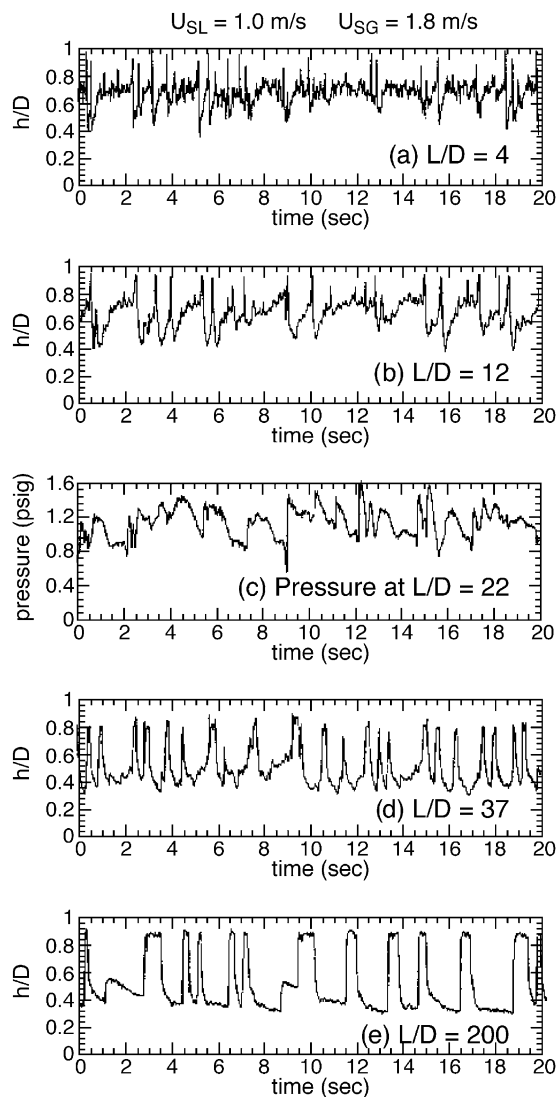 U_SL = 1.0 m/s U_SG = 1.8 m/s
1
0.8
0.6
0.4
0.2
0
h/D
(a) L/D = 4
0 2 4 6 8 10 12 14 16 18 20
time (sec)
1
0.8
0.6
0.4
0.2
0
h/D
(b) L/D = 12
0 2 4 6 8 10 12 14 16 18 20
time (sec)
1.6
1.2
0.8
0.4
0
pressure (psig)
(c) Pressure at L/D = 22
0 2 4 6 8 10 12 14 16 18 20
time (sec)
1
0.8
0.6
0.4
0.2
0
h/D
(d) L/D = 37
0 2 4 6 8 10 12 14 16 18 20
time (sec)
1
0.8
0.6
0.4
0.2
0
h/D
(e) L/D = 200
0 2 4 6 8 10 12 14 16 18 20
time (sec)